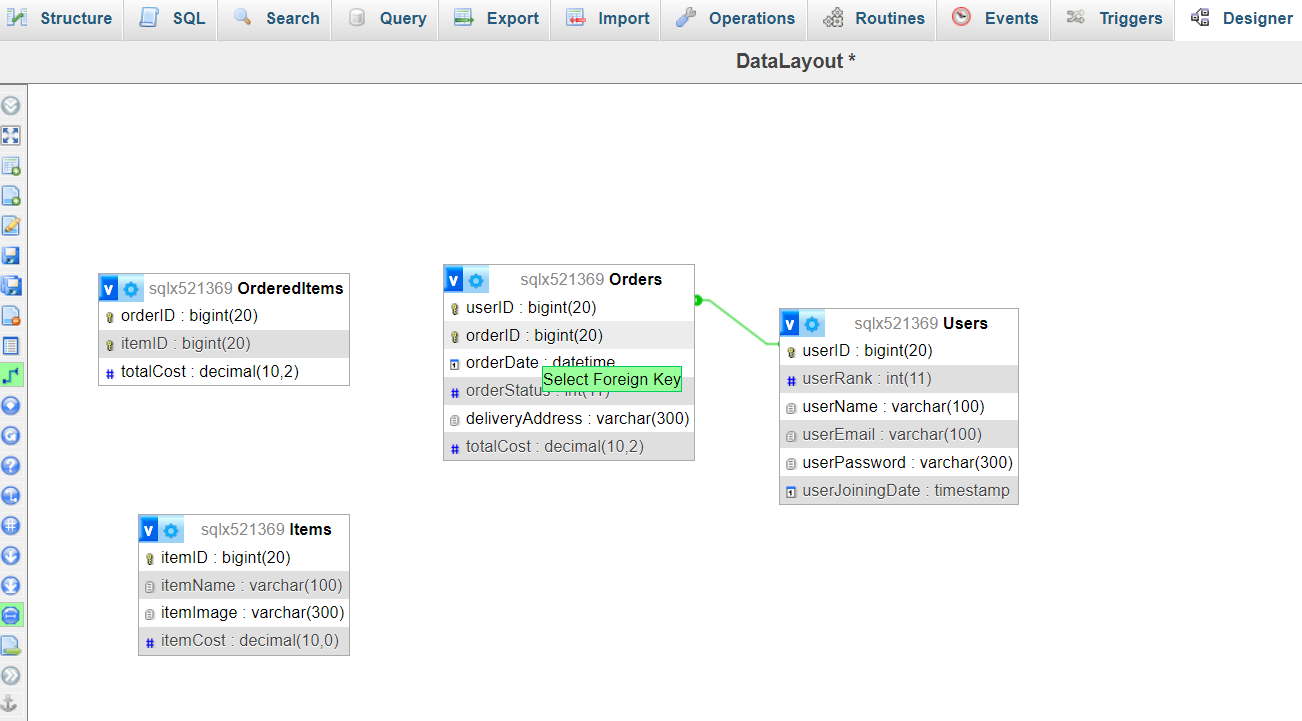 Structure SQL Search Query Export Import Operations Routines Events Triggers Designer
DataLayout *
v sqlx521369 OrderedItems
orderID : bigint(20)
itemID : bigint(20)
totalCost : decimal(10,2)
v sqlx521369 Orders
userID : bigint(20)
orderID : bigint(20)
orderDate : datetime
Select Foreign Key
orderStatus : int(11)
deliveryAddress : varchar(300)
totalCost : decimal(10,2)
v sqlx521369 Users
userID : bigint(20)
userRank : int(11)
userName : varchar(100)
userEmail : varchar(100)
userPassword : varchar(300)
userJoiningDate : timestamp
v sqlx521369 Items
itemID : bigint(20)
itemName : varchar(100)
itemImage : varchar(300)
itemCost : decimal(10,0)